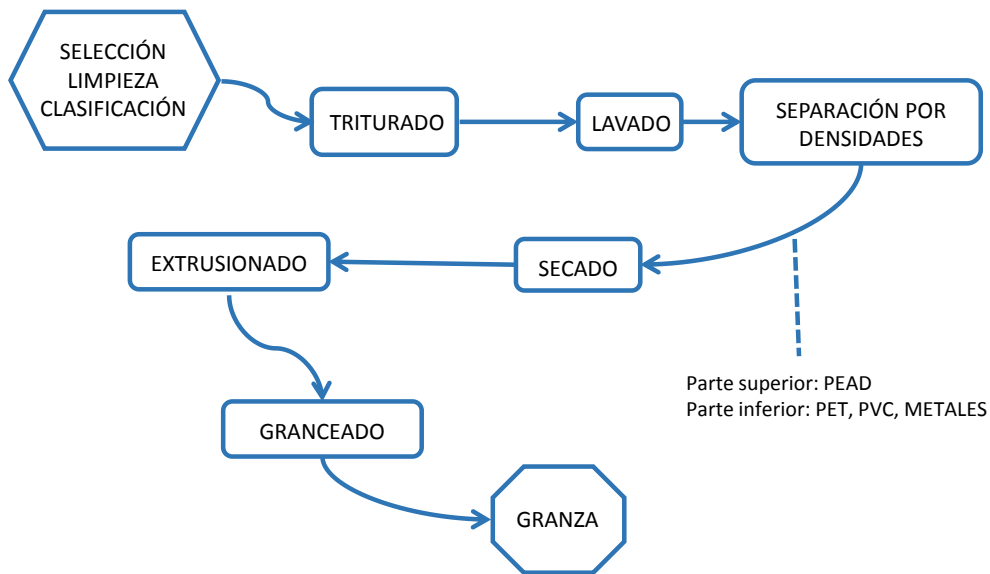 SELECCIÓN
LIMPIEZA
CLASIFICACIÓN
TRITURADO
LAVADO
SEPARACIÓN POR
DENSIDADES
SECADO
EXTRUSIONADO
Parte superior: PEAD
Parte inferior: PET, PVC, METALES
GRANCEADO
GRANZA